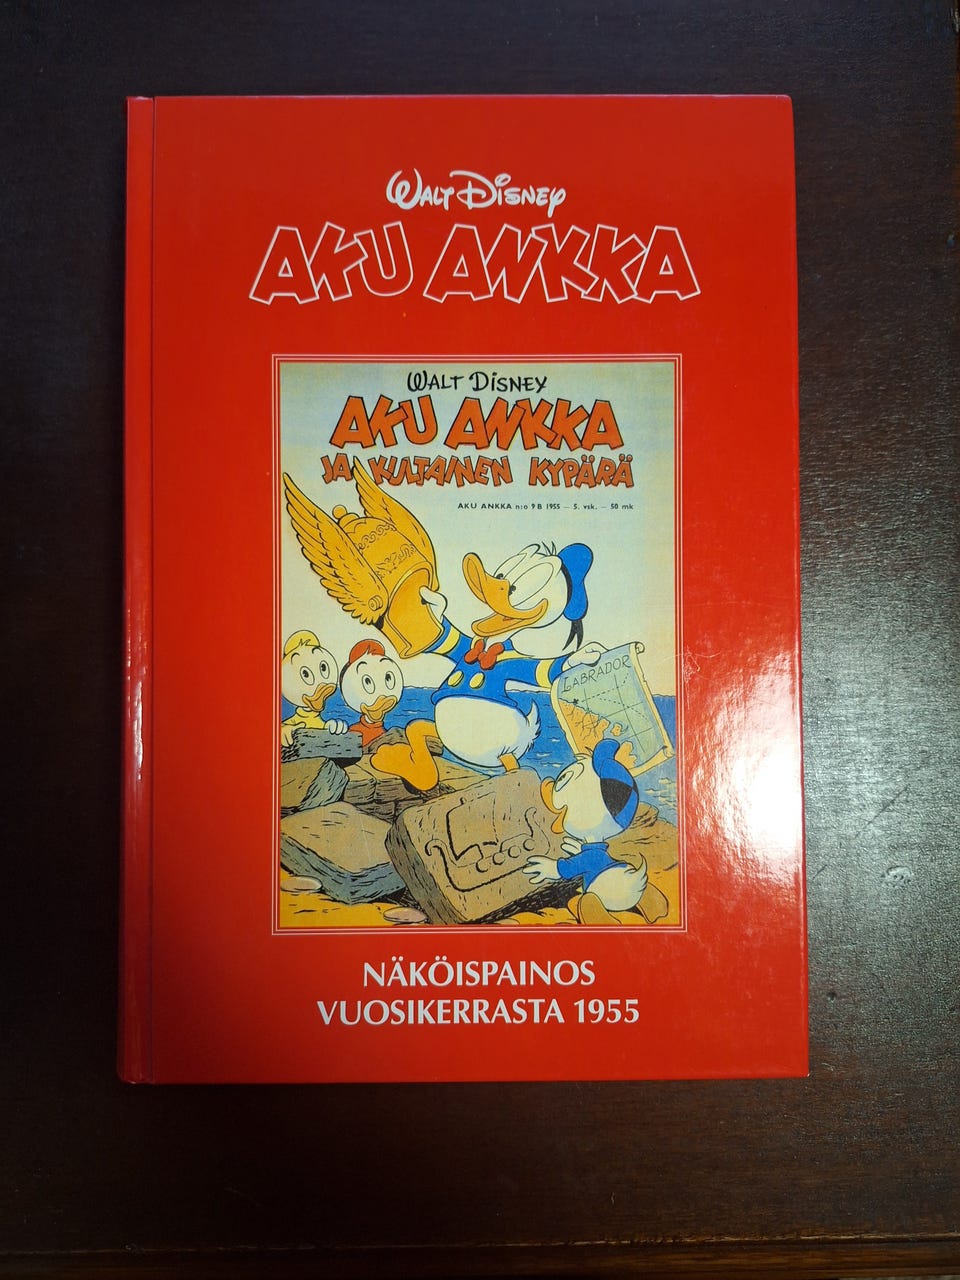 WALT DISNEY
AKU ANKKA
WALT DISNEY
AKU ANKKA
JA KULTAINEN KYPÄRÄ
AKU ANKKA n:o 9 B 1955 — 5. vsk. — 50 mk
LABRADOR
NÄKÖISPAINOS
VUOSIKERRASTA 1955